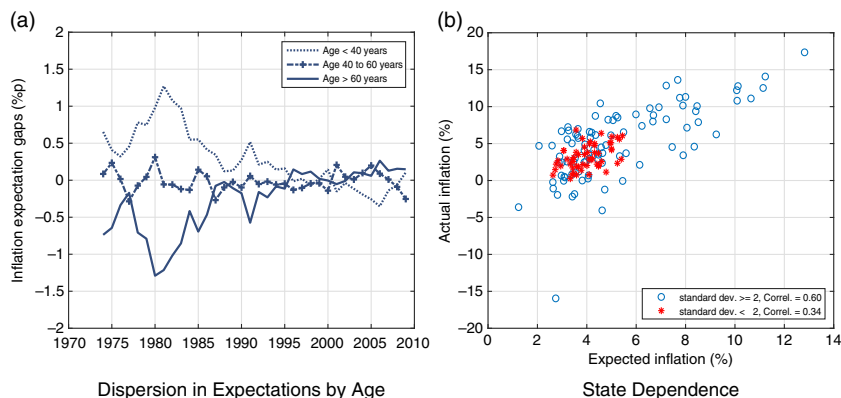 (a)
2
1.5
1
0.5
0
−0.5
−1
−1.5
−2
Inflation expectation gaps (%p)
1970 1975 1980 1985 1990 1995 2000 2005 2010
Age < 40 years
Age 40 to 60 years
Age > 60 years
Dispersion in Expectations by Age
(b)
20
15
10
5
0
−5
−10
−15
−20
Actual inflation (%)
0 2 4 6 8 10 12 14
Expected inflation (%)
standard dev. >= 2, Correl. = 0.60
standard dev. < 2, Correl. = 0.34
State Dependence